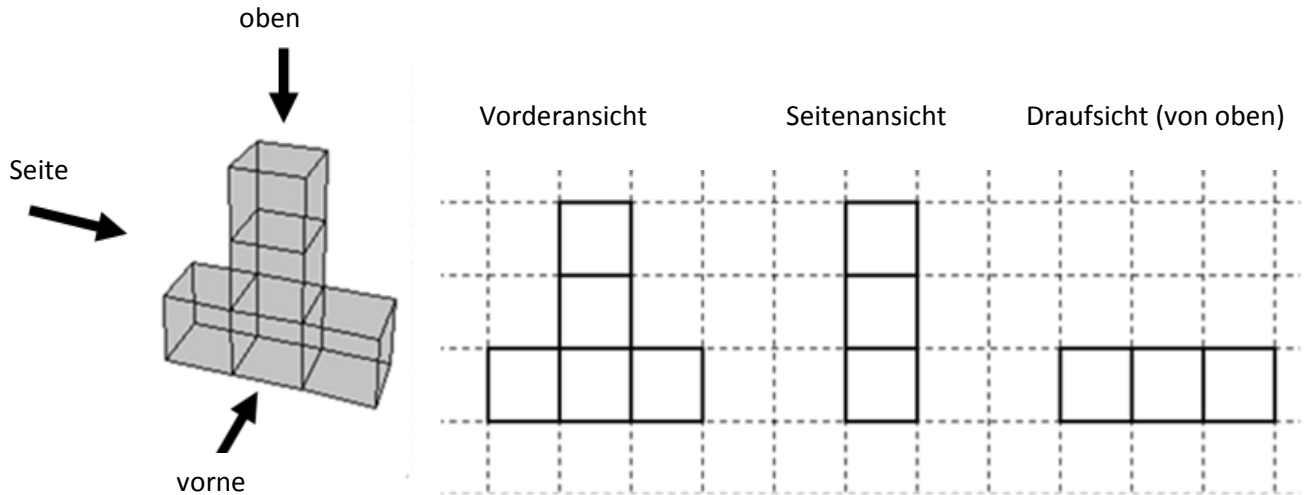 oben
Seite
vorne
Vorderansicht
Seitenansicht
Draufsicht (von oben)